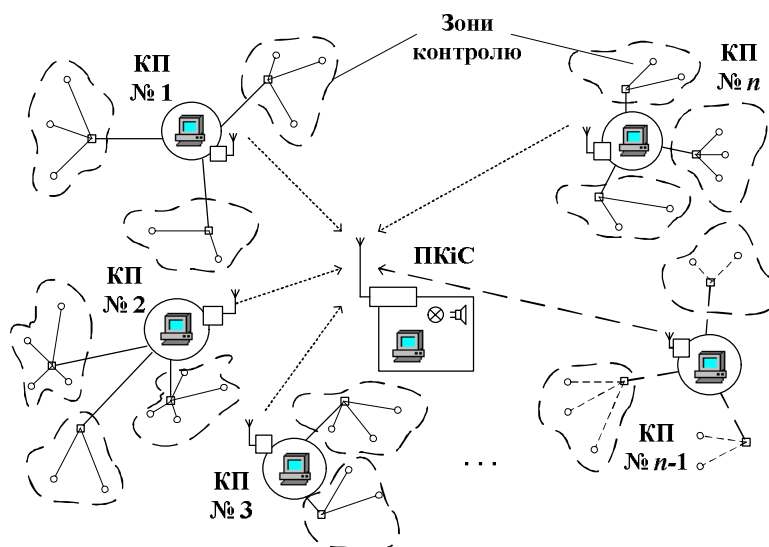 Зони
контролю
КП
№ 1
КП
№ n
ПКіС
КП
№ 2
КП
№ 3
. . .
КП
№ n-1